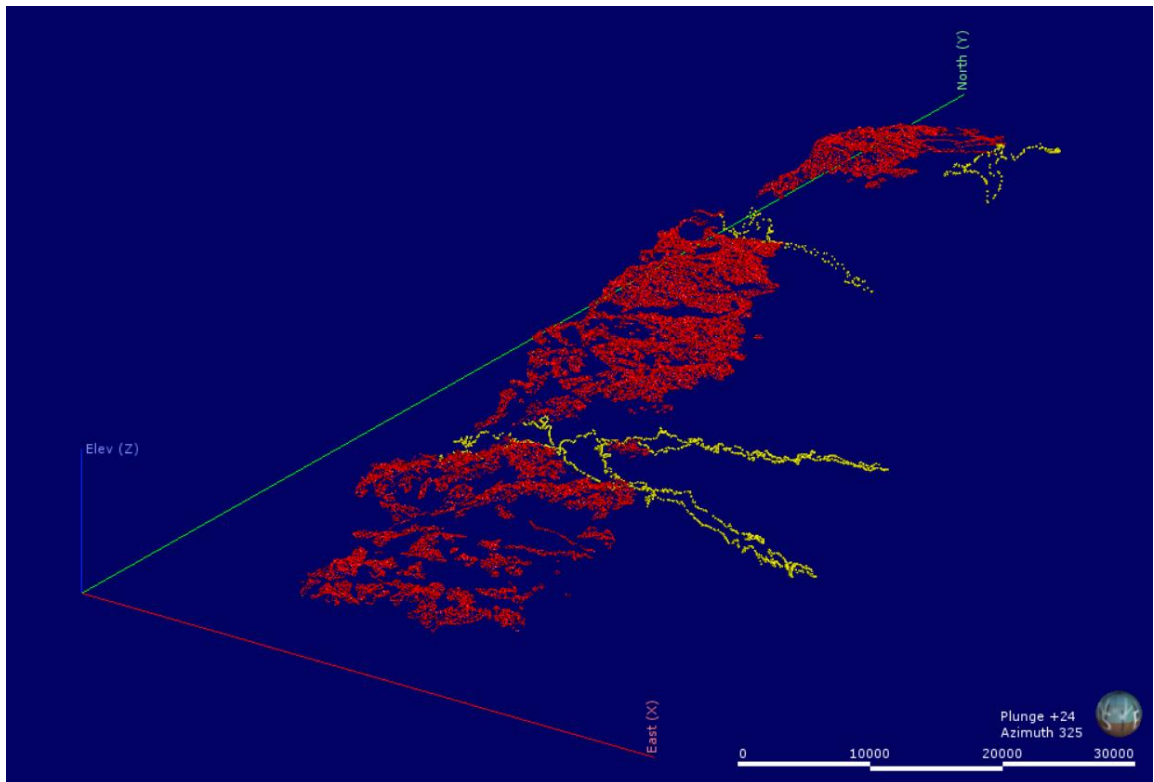 North (Y)
Elev (Z)
East (X)
Plunge +24
Azimuth 325
0 10000 20000 30000